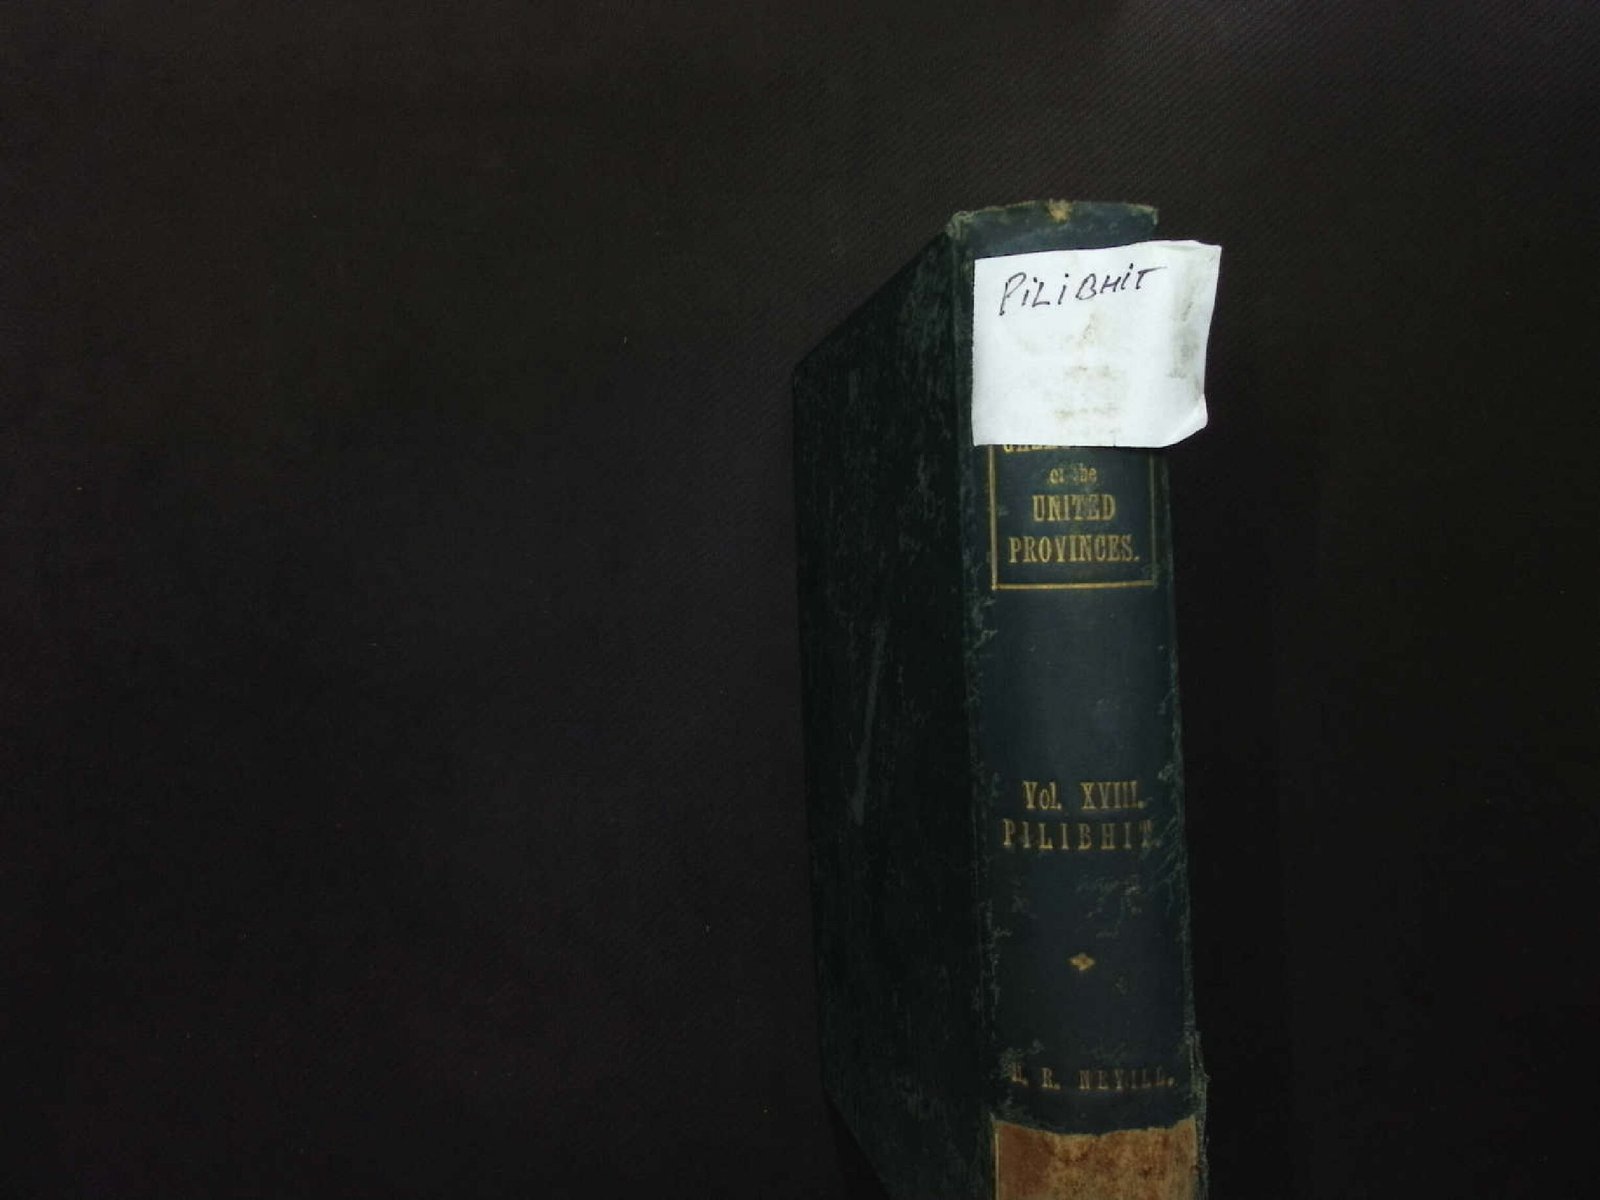 PiLiBHiT
of the
UNITED
PROVINCES.
Vol. XVIII.
PILIBHIT.
H. R. NEVILL.